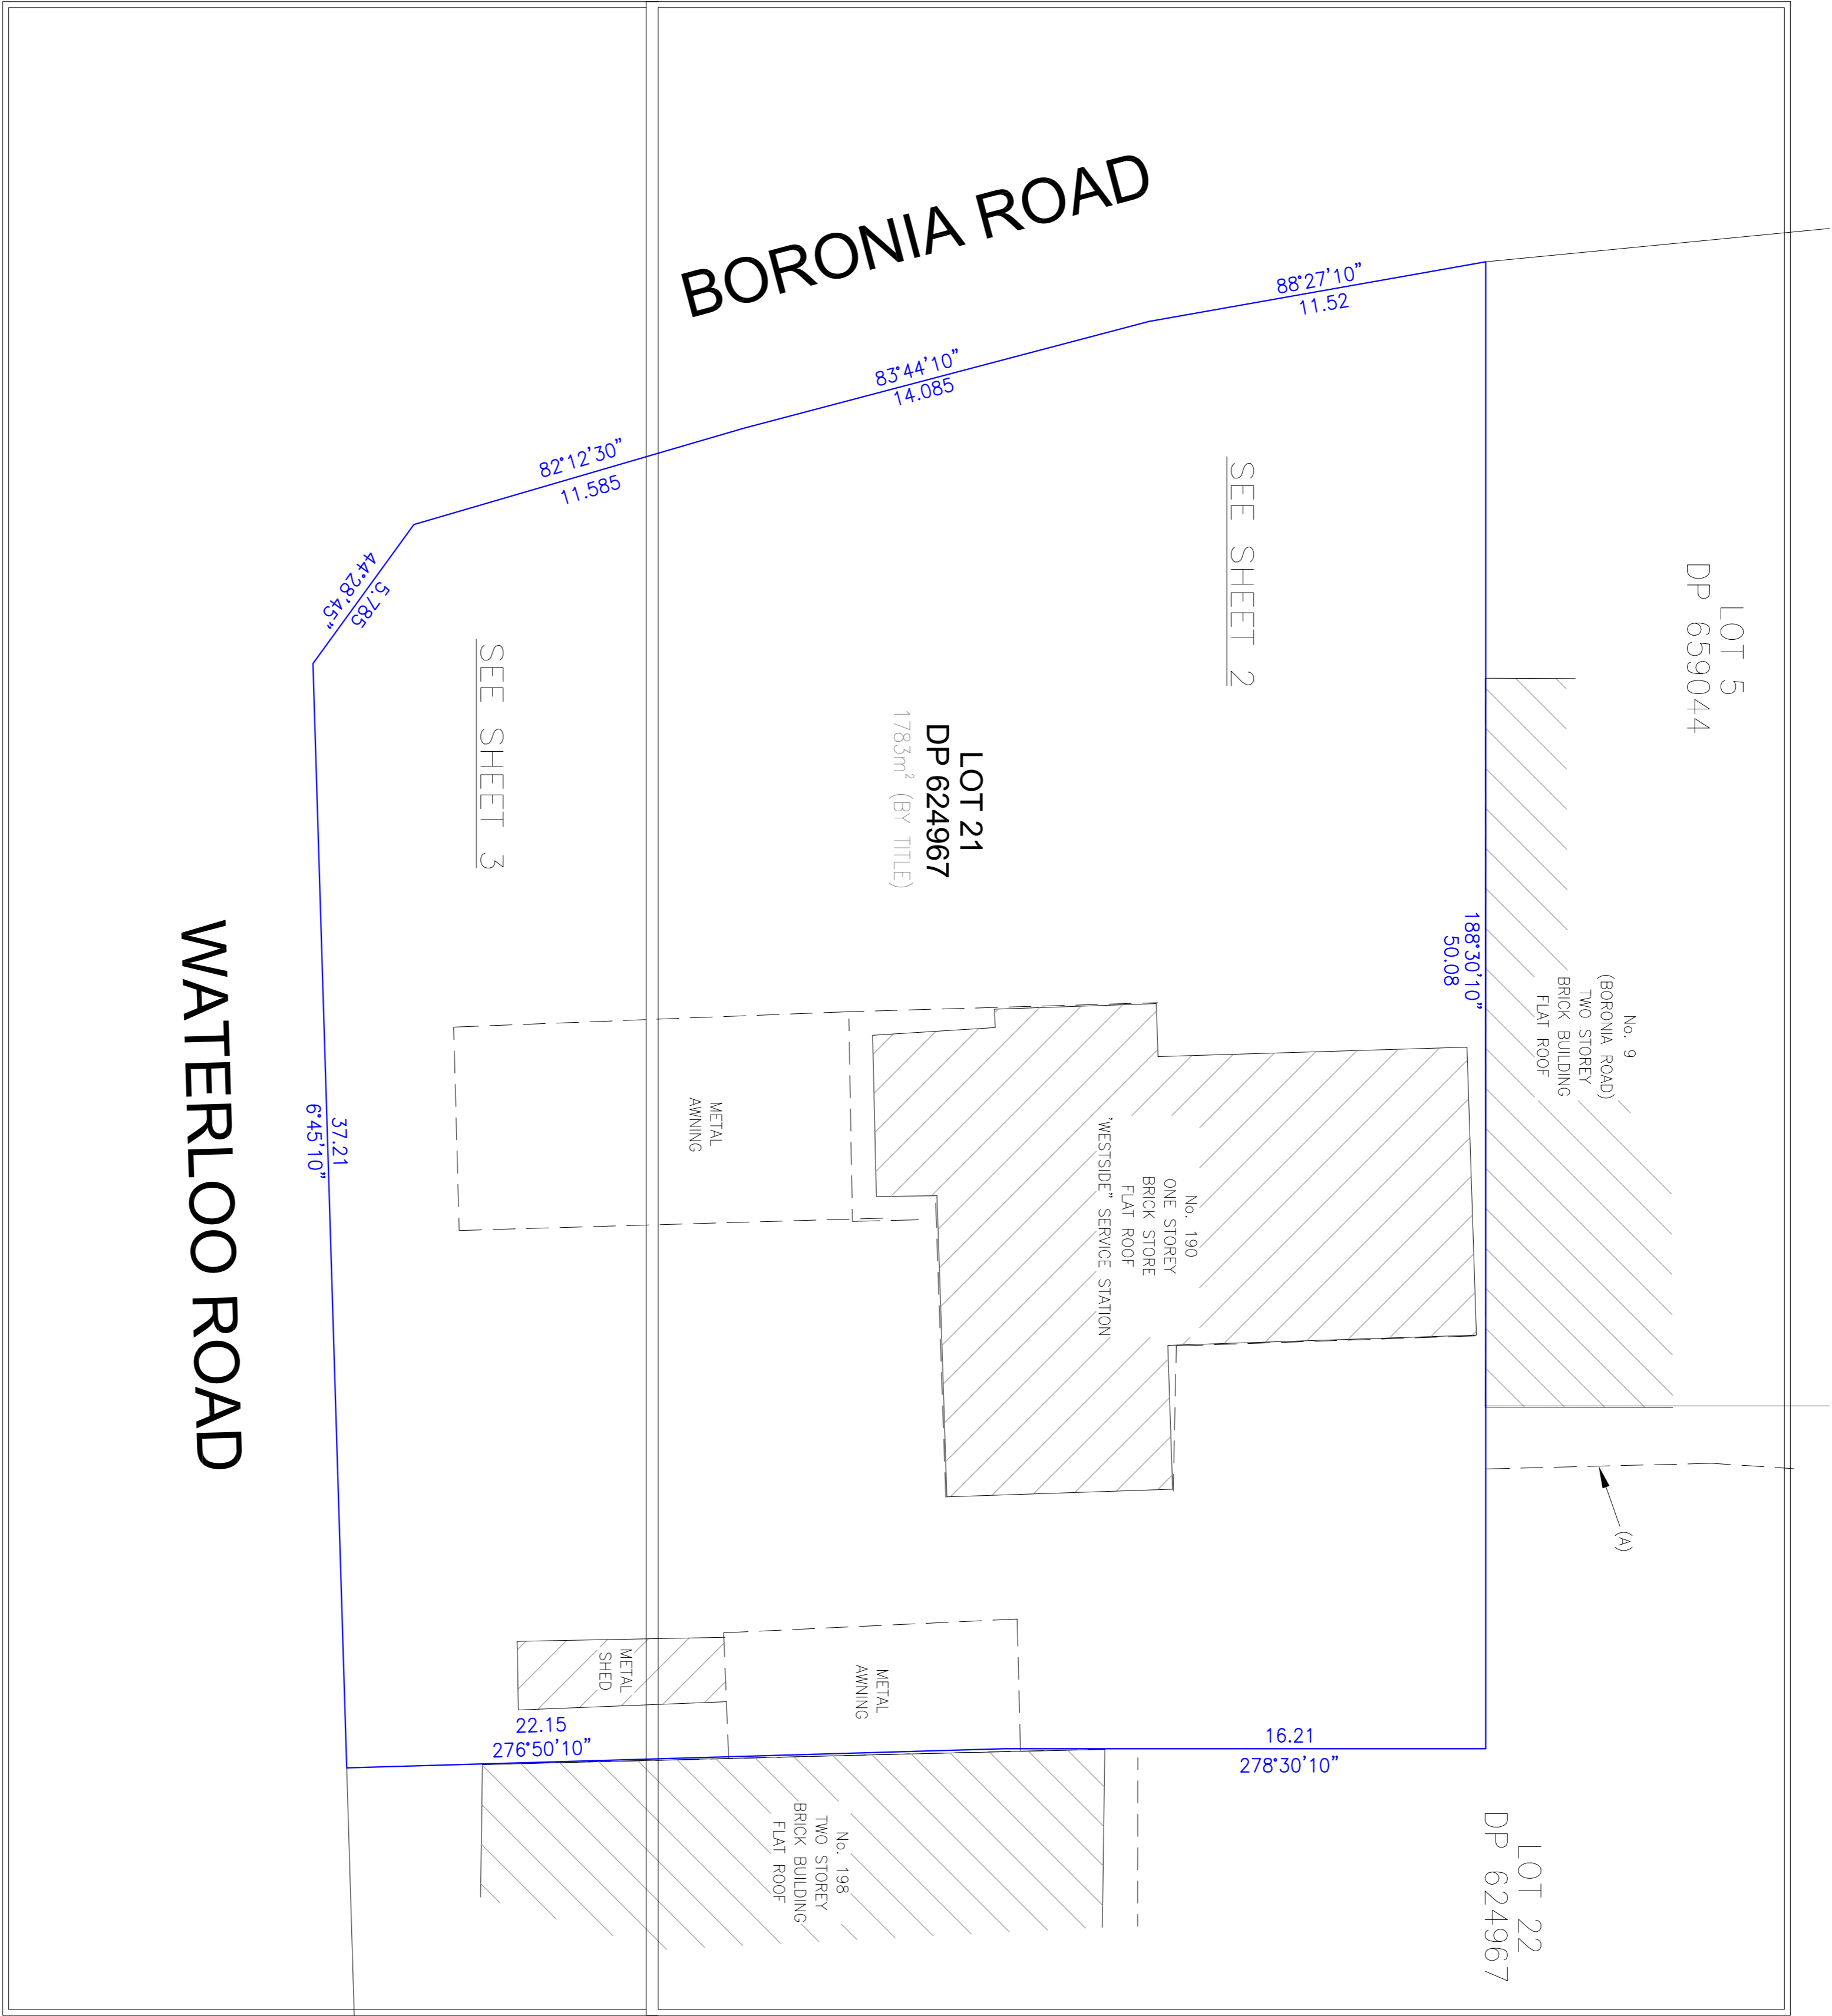 BORONIA ROAD
88°27'10"
11.52
83°44'10"
14.085
82°12'30"
11.585
44°28'45"
5.785
SEE SHEET 2
SEE SHEET 3
LOT 5
DP 659044
LOT 21
DP 624967
1783m² (BY TITLE)
188°30'10"
50.08
No. 9
(BORONIA ROAD)
TWO STOREY
BRICK BUILDING
FLAT ROOF
WATERLOO ROAD
37.21
6°45'10"
METAL
AWNING
No. 190
ONE STOREY
BRICK STORE
FLAT ROOF
'WESTSIDE" SERVICE STATION
(A)
METAL
SHED
METAL
AWNING
22.15
276°50'10"
16.21
278°30'10"
No. 198
TWO STOREY
BRICK BUILDING
FLAT ROOF
LOT 22
DP 624967